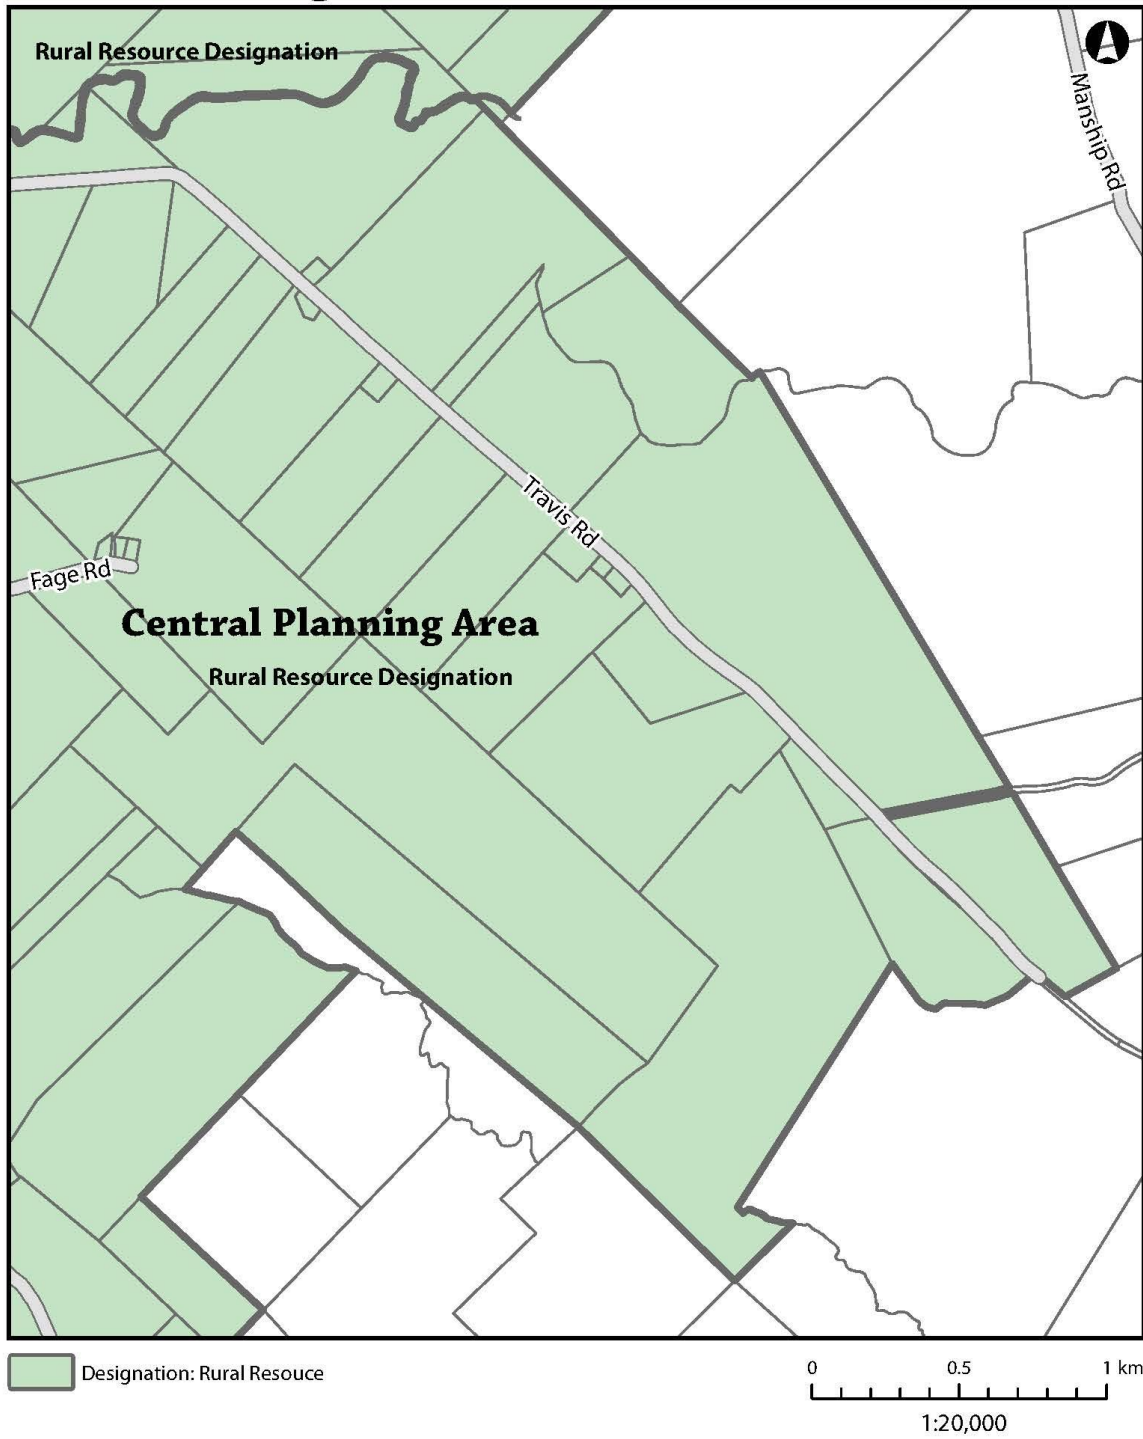 Rural Resource Designation
Manship Rd
Travis Rd
Fage Rd
Central Planning Area
Rural Resource Designation
Designation: Rural Resouce
0 0.5 1 km
1:20,000